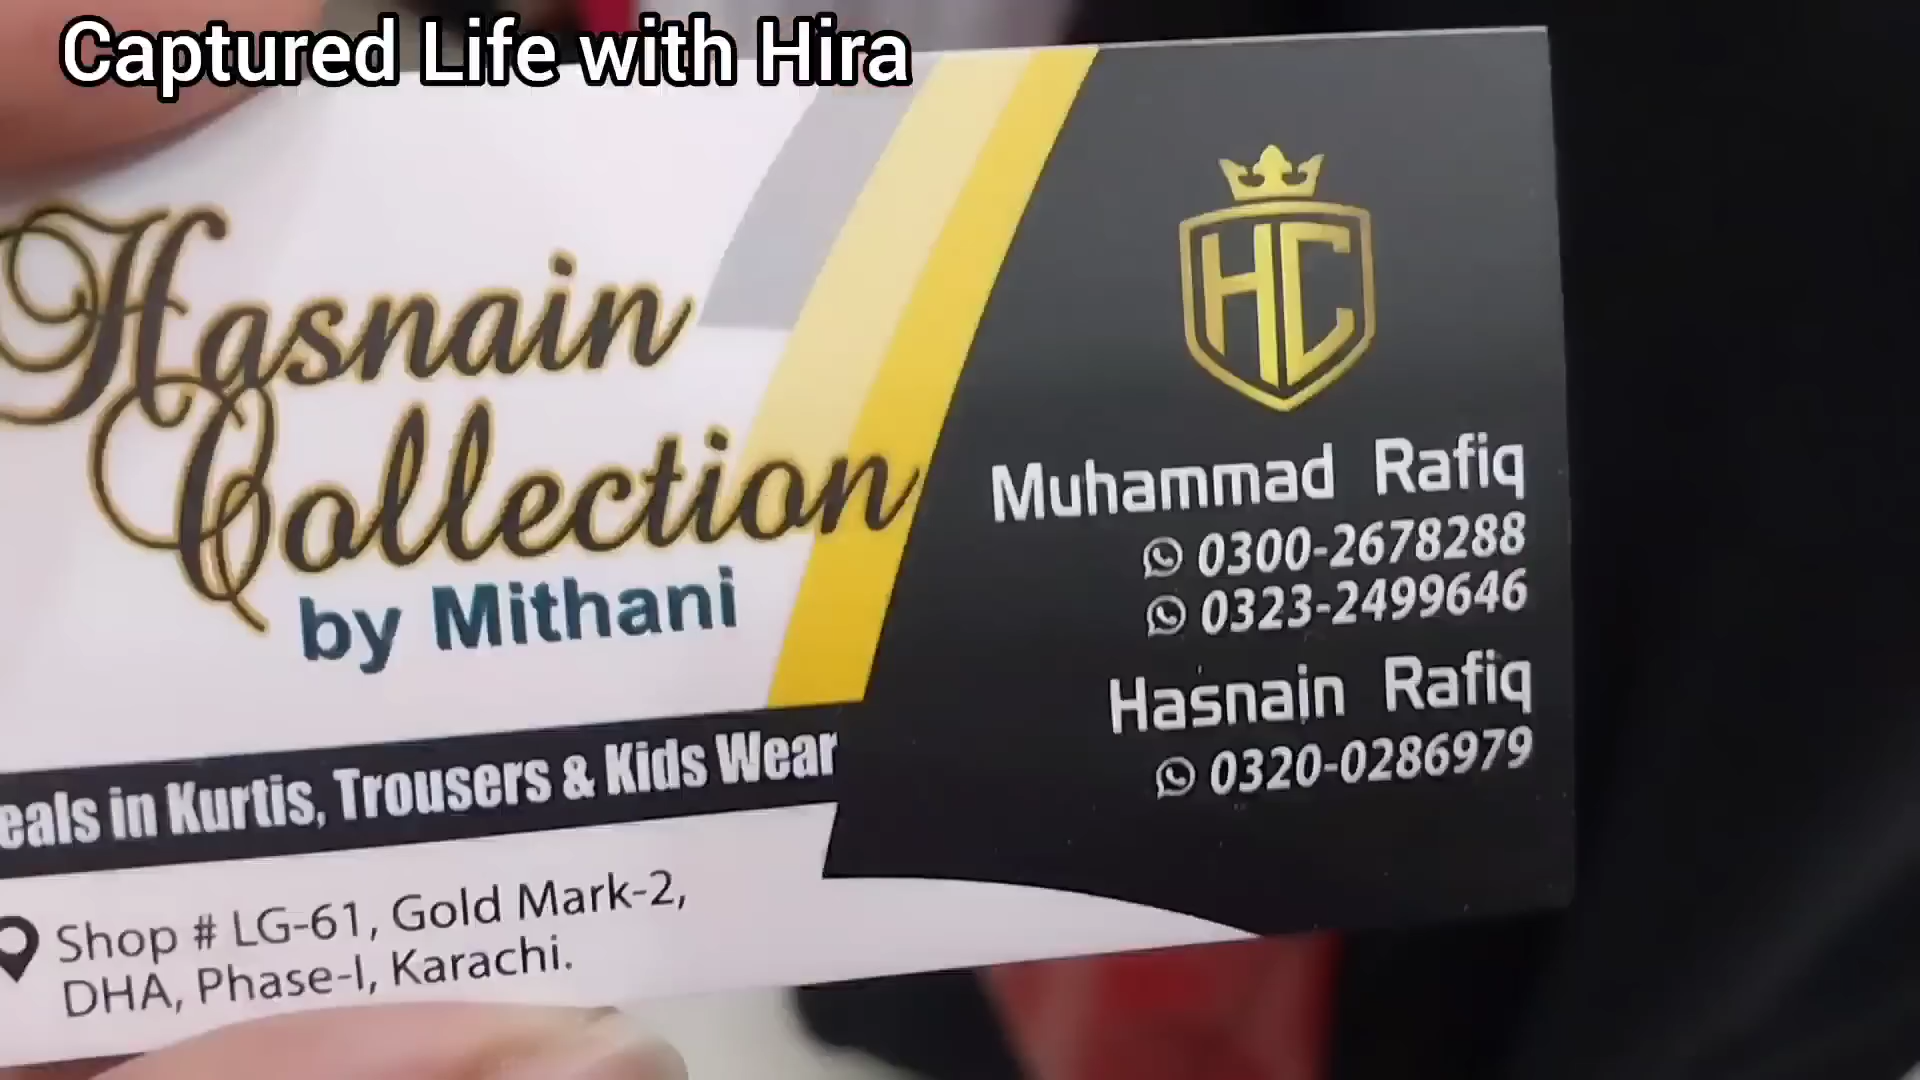 Captured Life with Hira
Hasnain
Collection
by Mithani
eals in Kurtis, Trousers & Kids Wear
Shop # LG-61, Gold Mark-2,
DHA, Phase-I, Karachi.
HC
Muhammad Rafiq
0300-2678288
0323-2499646
Hasnain Rafiq
0320-0286979